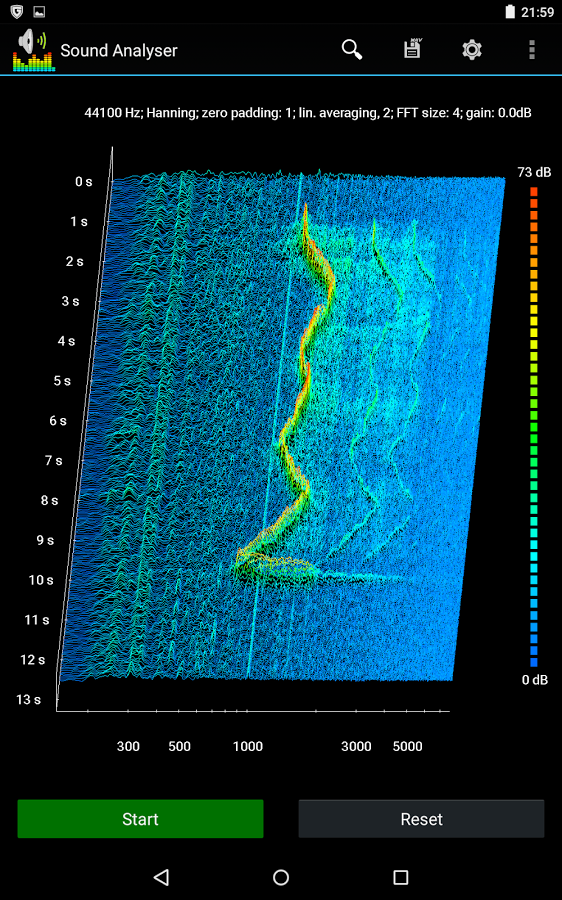 21:59
Sound Analyser
WAV
44100 Hz; Hanning; zero padding: 1; lin. averaging, 2; FFT size: 4; gain: 0.0dB
73 dB
0 s
1 s
2 s
3 s
4 s
5 s
6 s
7 s
8 s
9 s
10 s
11 s
12 s
0 dB
13 s
300 500 1000 3000 5000
Start Reset